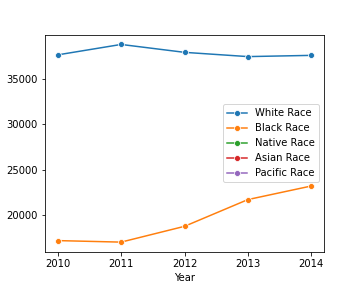 35000
30000
25000
20000
White Race
Black Race
Native Race
Asian Race
Pacific Race
2010 2011 2012 2013 2014
Year